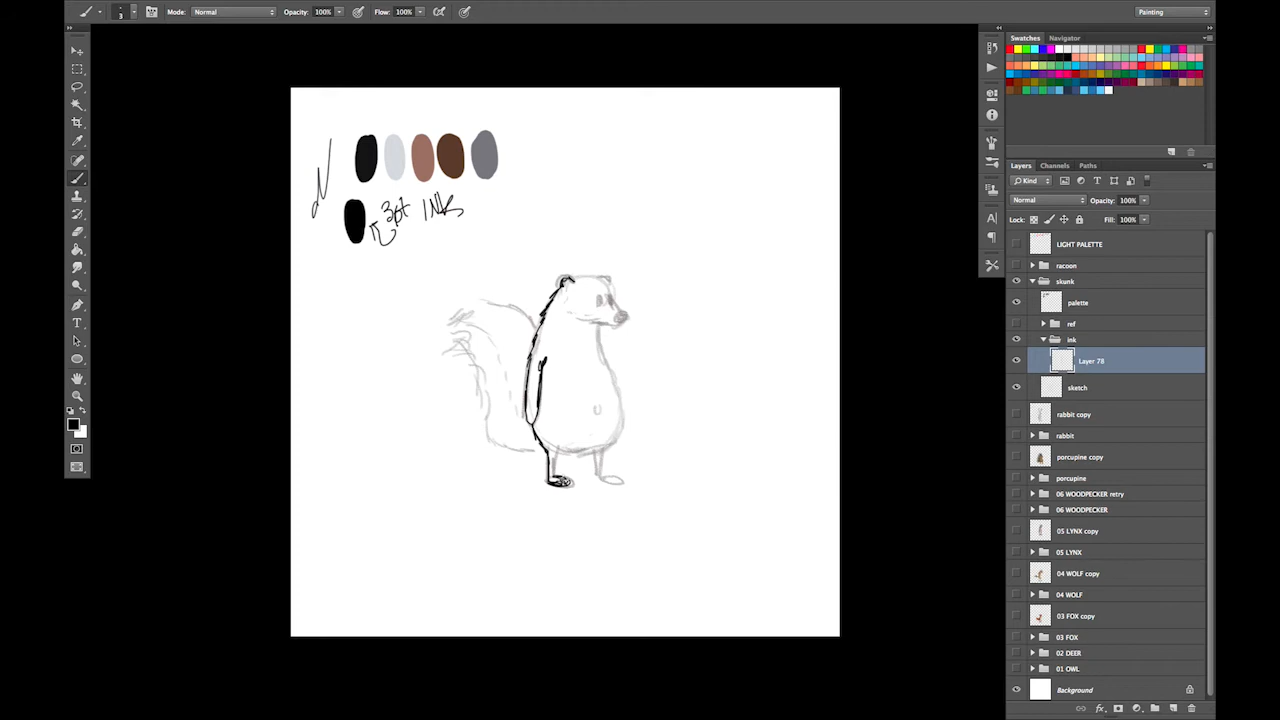 3
Mode: Normal
Opacity: 100%
Flow: 100%
Painting
Swatches Navigator
Layers Channels Paths
Kind
Normal
Opacity: 100%
Lock:
Fill: 100%
LIGHT PALETTE
racoon
skunk
palette
ref
ink
Layer 78
sketch
rabbit copy
rabbit
porcupine copy
porcupine
06 WOODPECKER retry
06 WOODPECKER
05 LYNX copy
05 LYNX
04 WOLF copy
04 WOLF
03 FOX copy
03 FOX
02 DEER
01 OWL
Background
3pt INKS